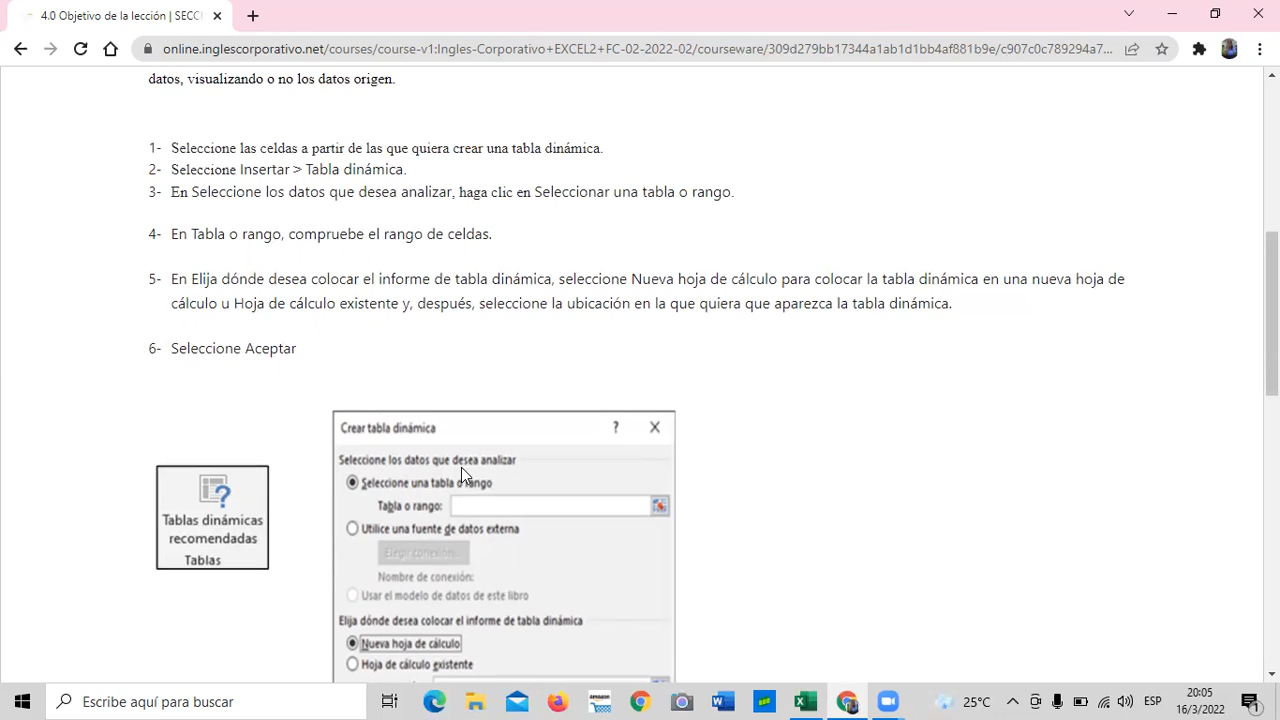 4.0 Objetivo de la lección | SECCI
online.inglescorporativo.net/courses/course-v1:Ingles-Corporativo+EXCEL2+FC-02-2022-02/courseware/309d279bb17344a1ab1d1bb4af881b9e/c907c0c789294a7...
datos, visualizando o no los datos origen.
1- Seleccione las celdas a partir de las que quiera crear una tabla dinámica.
2- Seleccione Insertar > Tabla dinámica.
3- En Seleccione los datos que desea analizar, haga clic en Seleccionar una tabla o rango.
4- En Tabla o rango, compruebe el rango de celdas.
5- En Elija dónde desea colocar el informe de tabla dinámica, seleccione Nueva hoja de cálculo para colocar la tabla dinámica en una nueva hoja de
cálculo u Hoja de cálculo existente y, después, seleccione la ubicación en la que quiera que aparezca la tabla dinámica.
6- Seleccione Aceptar
Crear tabla dinámica
Seleccione los datos que desea analizar
Seleccione una tabla o rango
Tabla o rango:
Utilice una fuente de datos externa
Elegir conexión...
Nombre de conexión:
Usar el modelo de datos de este libro
Elija dónde desea colocar el informe de tabla dinámica
Nueva hoja de cálculo
Hoja de cálculo existente
Tablas dinámicas
recomendadas
Tablas
Escribe aquí para buscar
25°C
ESP
20:05
16/3/2022